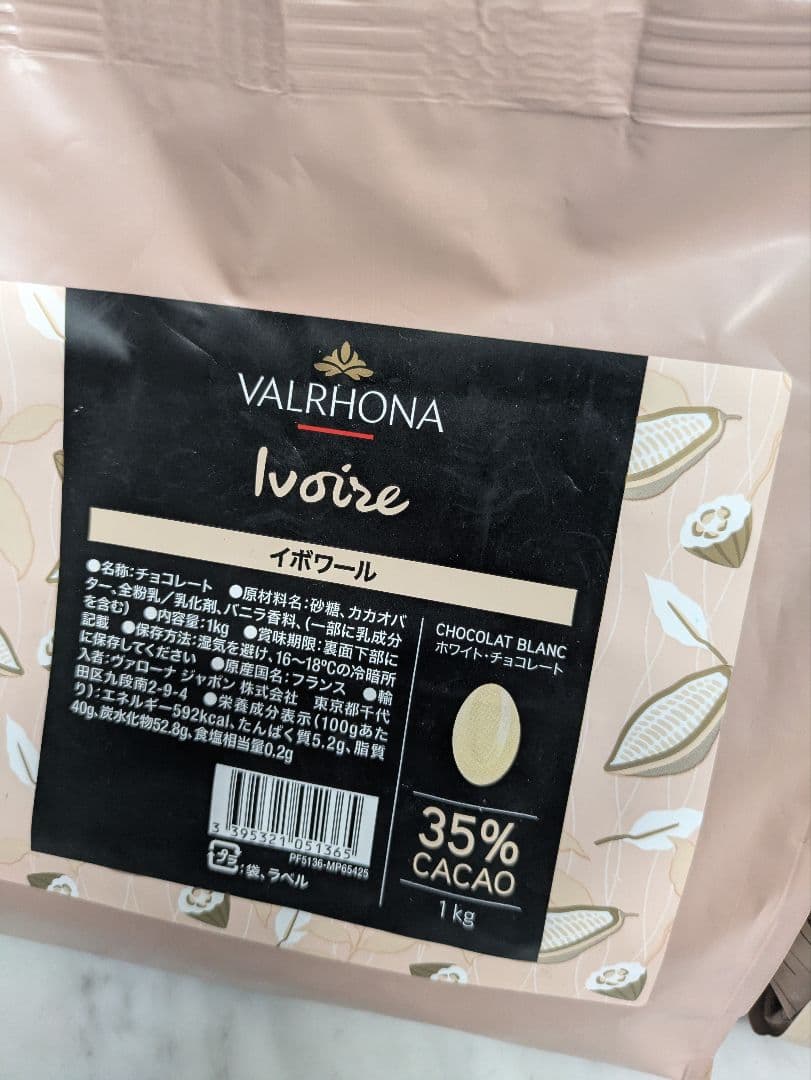 VALRHONA
Ivoire
イボワール
●名称:チョコレート ●原材料名:砂糖、カカオバ
ター、全粉乳/乳化剤、バニラ香料、(一部に乳成分
を含む) ●内容量:1kg ●賞味期限:裏面下部に
記載 ●保存方法:湿気を避け、16〜18℃の冷暗所
に保存してください ●原産国名:フランス ●輸
入者:ヴァローナ ジャポン 株式会社 東京都千代
田区九段南2-9-4 ●栄養成分表示(100gあた
り):エネルギー592kcal、たんぱく質5.2g、脂質
40g、炭水化物52.8g、食塩相当量0.2g
3 395321 051365
PF5136-MP65425
プラ:袋、ラベル
CHOCOLAT BLANC
ホワイト・チョコレート
35%
CACAO
1 kg